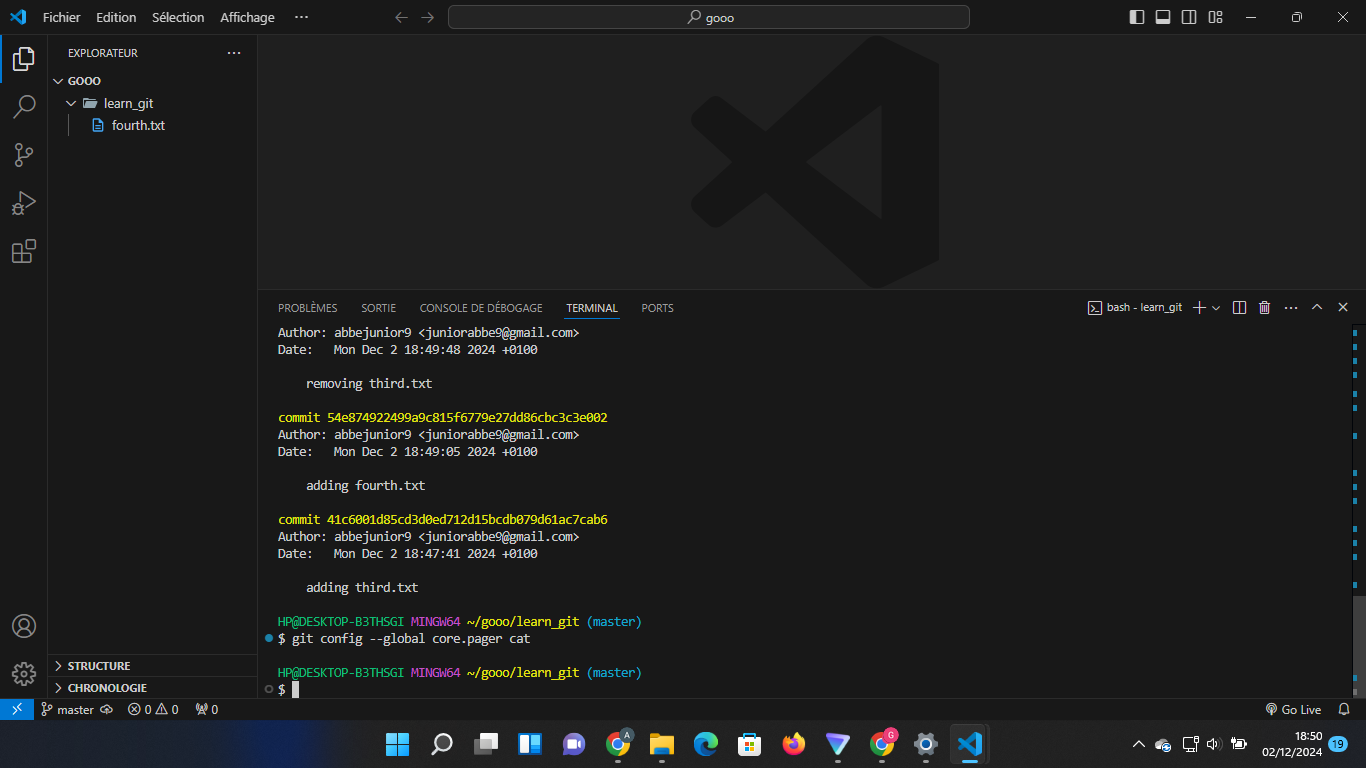 Fichier Edition Sélection Affichage ···
gooo
EXPLORATEUR ···
GOOO
learn_git
fourth.txt
PROBLÈMES SORTIE CONSOLE DE DÉBOGAGE TERMINAL PORTS
bash - learn_git
Author: abbejunior9 <juniorabbe9@gmail.com>
Date:   Mon Dec 2 18:49:48 2024 +0100
removing third.txt
commit 54e874922499a9c815f6779e27dd86cbc3c3e002
Author: abbejunior9 <juniorabbe9@gmail.com>
Date:   Mon Dec 2 18:49:05 2024 +0100
adding fourth.txt
commit 41c6001d85cd3d0ed712d15bcdb079d61ac7cab6
Author: abbejunior9 <juniorabbe9@gmail.com>
Date:   Mon Dec 2 18:47:41 2024 +0100
adding third.txt
HP@DESKTOP-B3THSGI MINGW64 ~/gooo/learn_git (master)
$ git config --global core.pager cat
HP@DESKTOP-B3THSGI MINGW64 ~/gooo/learn_git (master)
$
STRUCTURE
CHRONOLOGIE
master 0 0 0 Go Live
A G
18:50
02/12/2024
19